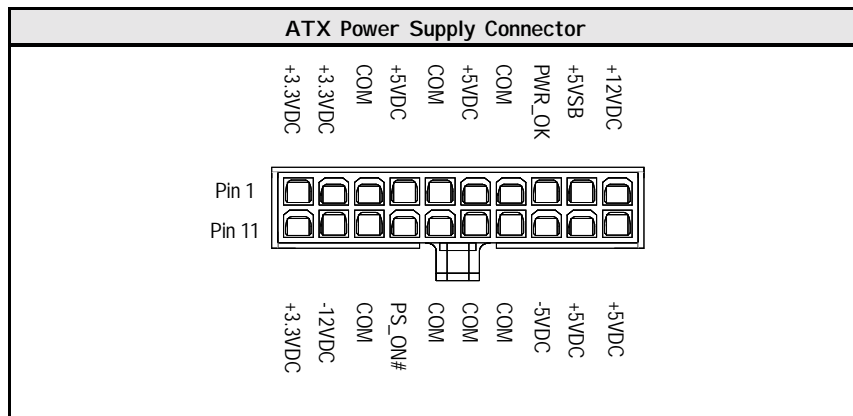 ATX Power Supply Connector
+3.3VDC
+3.3VDC
COM
+5VDC
COM
+5VDC
COM
PWR_OK
+5VSB
+12VDC
Pin 1
Pin 11
+3.3VDC
-12VDC
COM
PS_ON#
COM
COM
COM
-5VDC
+5VDC
+5VDC